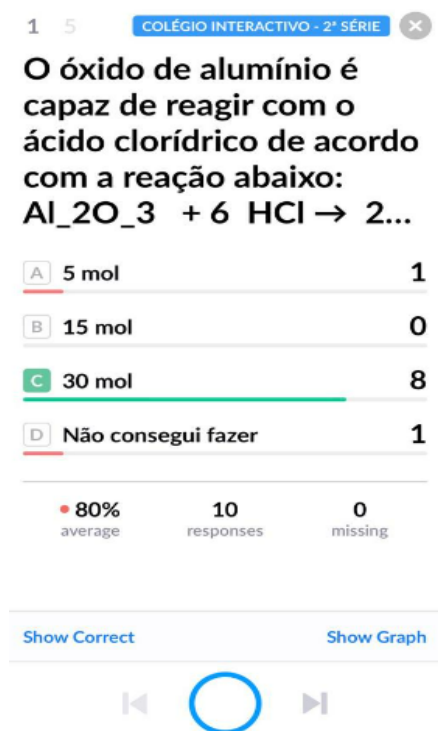 1 5 COLÉGIO INTERACTIVO - 2ª SÉRIE
O óxido de alumínio é
capaz de reagir com o
ácido clorídrico de acordo
com a reação abaixo:
Al_2O_3 + 6 HCl → 2...
A 5 mol 1
B 15 mol 0
C 30 mol 8
D Não consegui fazer 1
80% 10 0
average responses missing
Show Correct Show Graph